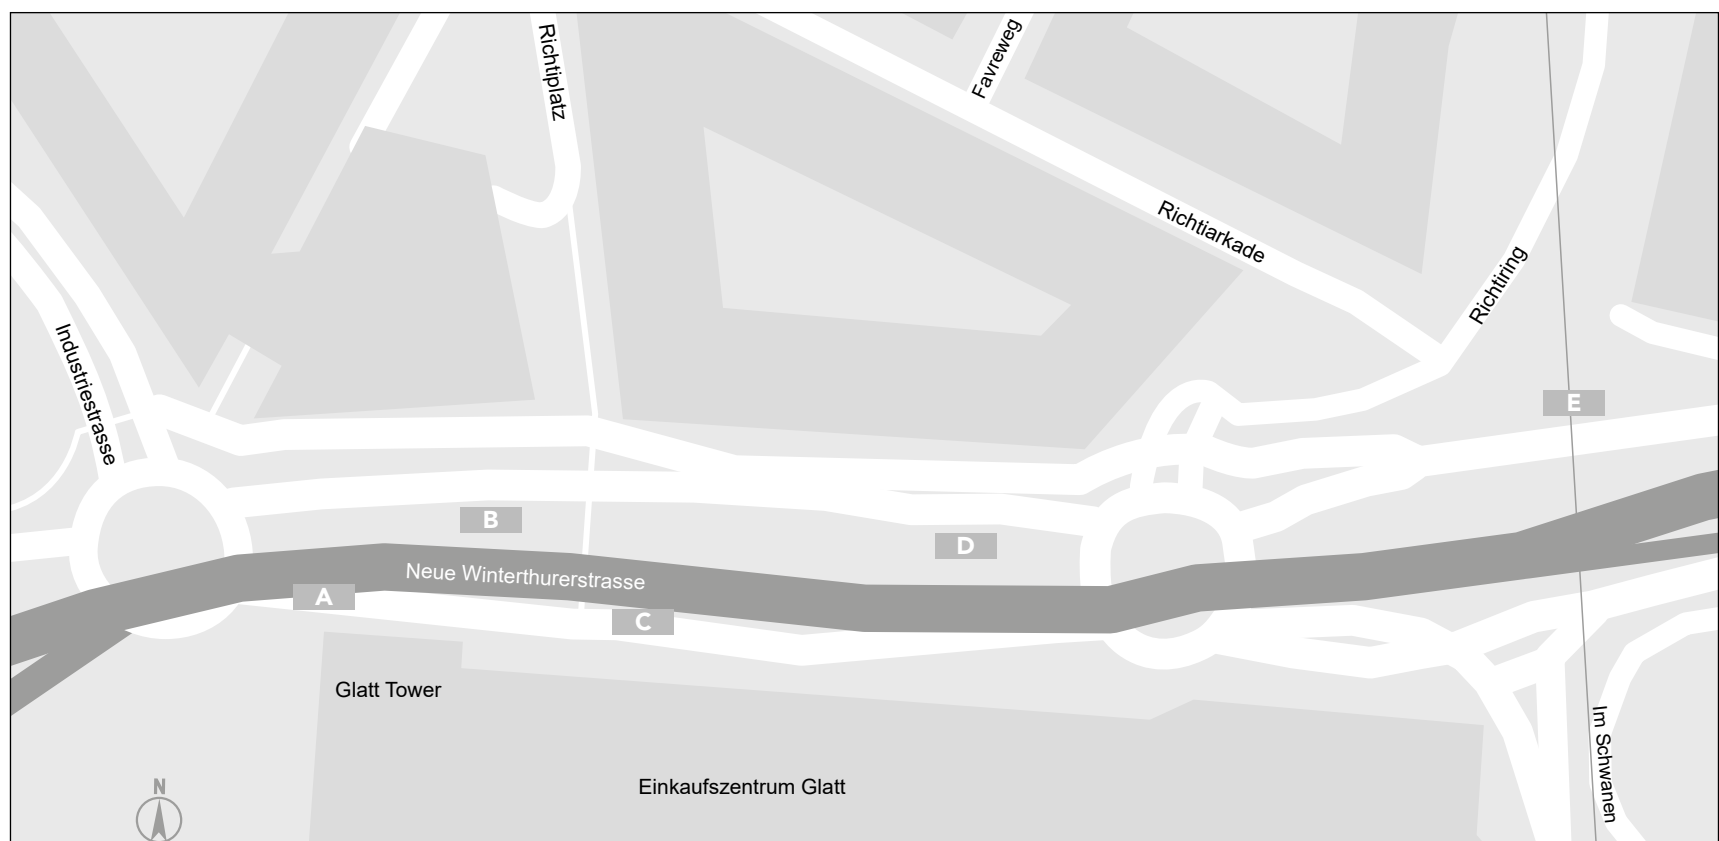 Richtiplatz
Favreweg
Richtiarkade
Richtiring
Industriestrasse
E
B
D
Neue Winterthurerstrasse
A
C
Glatt Tower
Im Schwanen
Einkaufszentrum Glatt
N